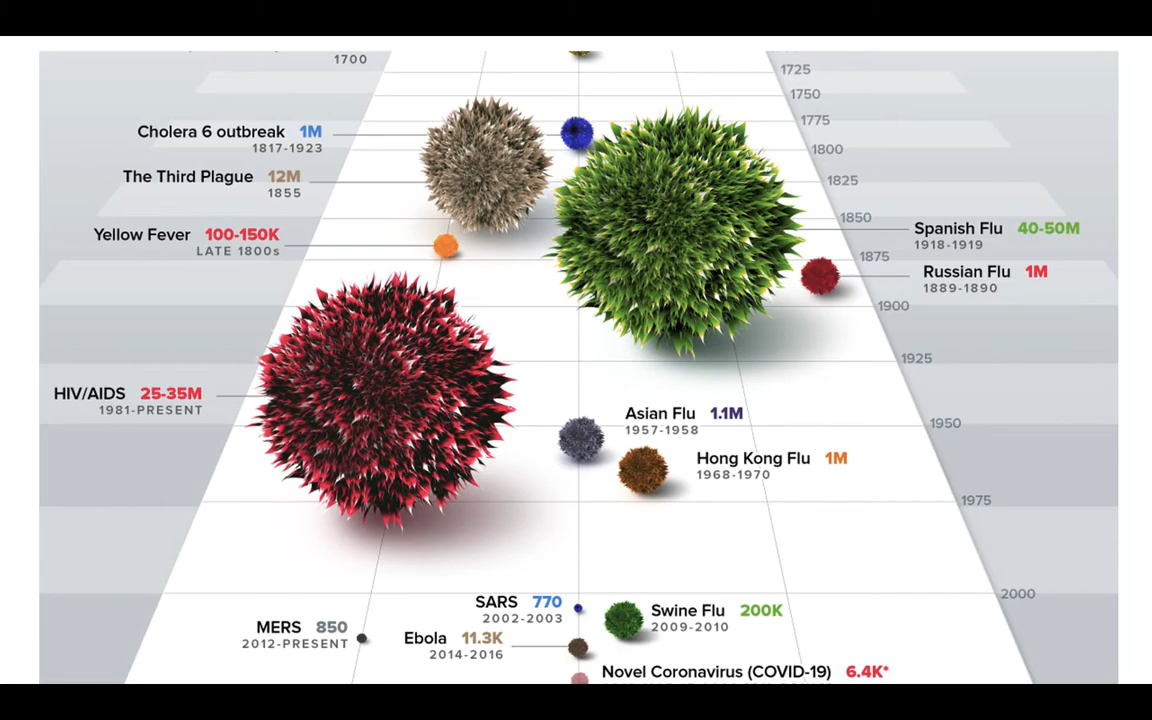 1700
1725
1750
1775
Cholera 6 outbreak 1M
1817-1923
1800
The Third Plague 12M
1855
1825
1850
Yellow Fever 100-150K
LATE 1800s
Spanish Flu 40-50M
1918-1919
1875
Russian Flu 1M
1889-1890
1900
1925
HIV/AIDS 25-35M
1981-PRESENT
Asian Flu 1.1M
1957-1958
1950
Hong Kong Flu 1M
1968-1970
1975
2000
SARS 770
2002-2003
Swine Flu 200K
2009-2010
MERS 850
2012-PRESENT
Ebola 11.3K
2014-2016
Novel Coronavirus (COVID-19) 6.4K*